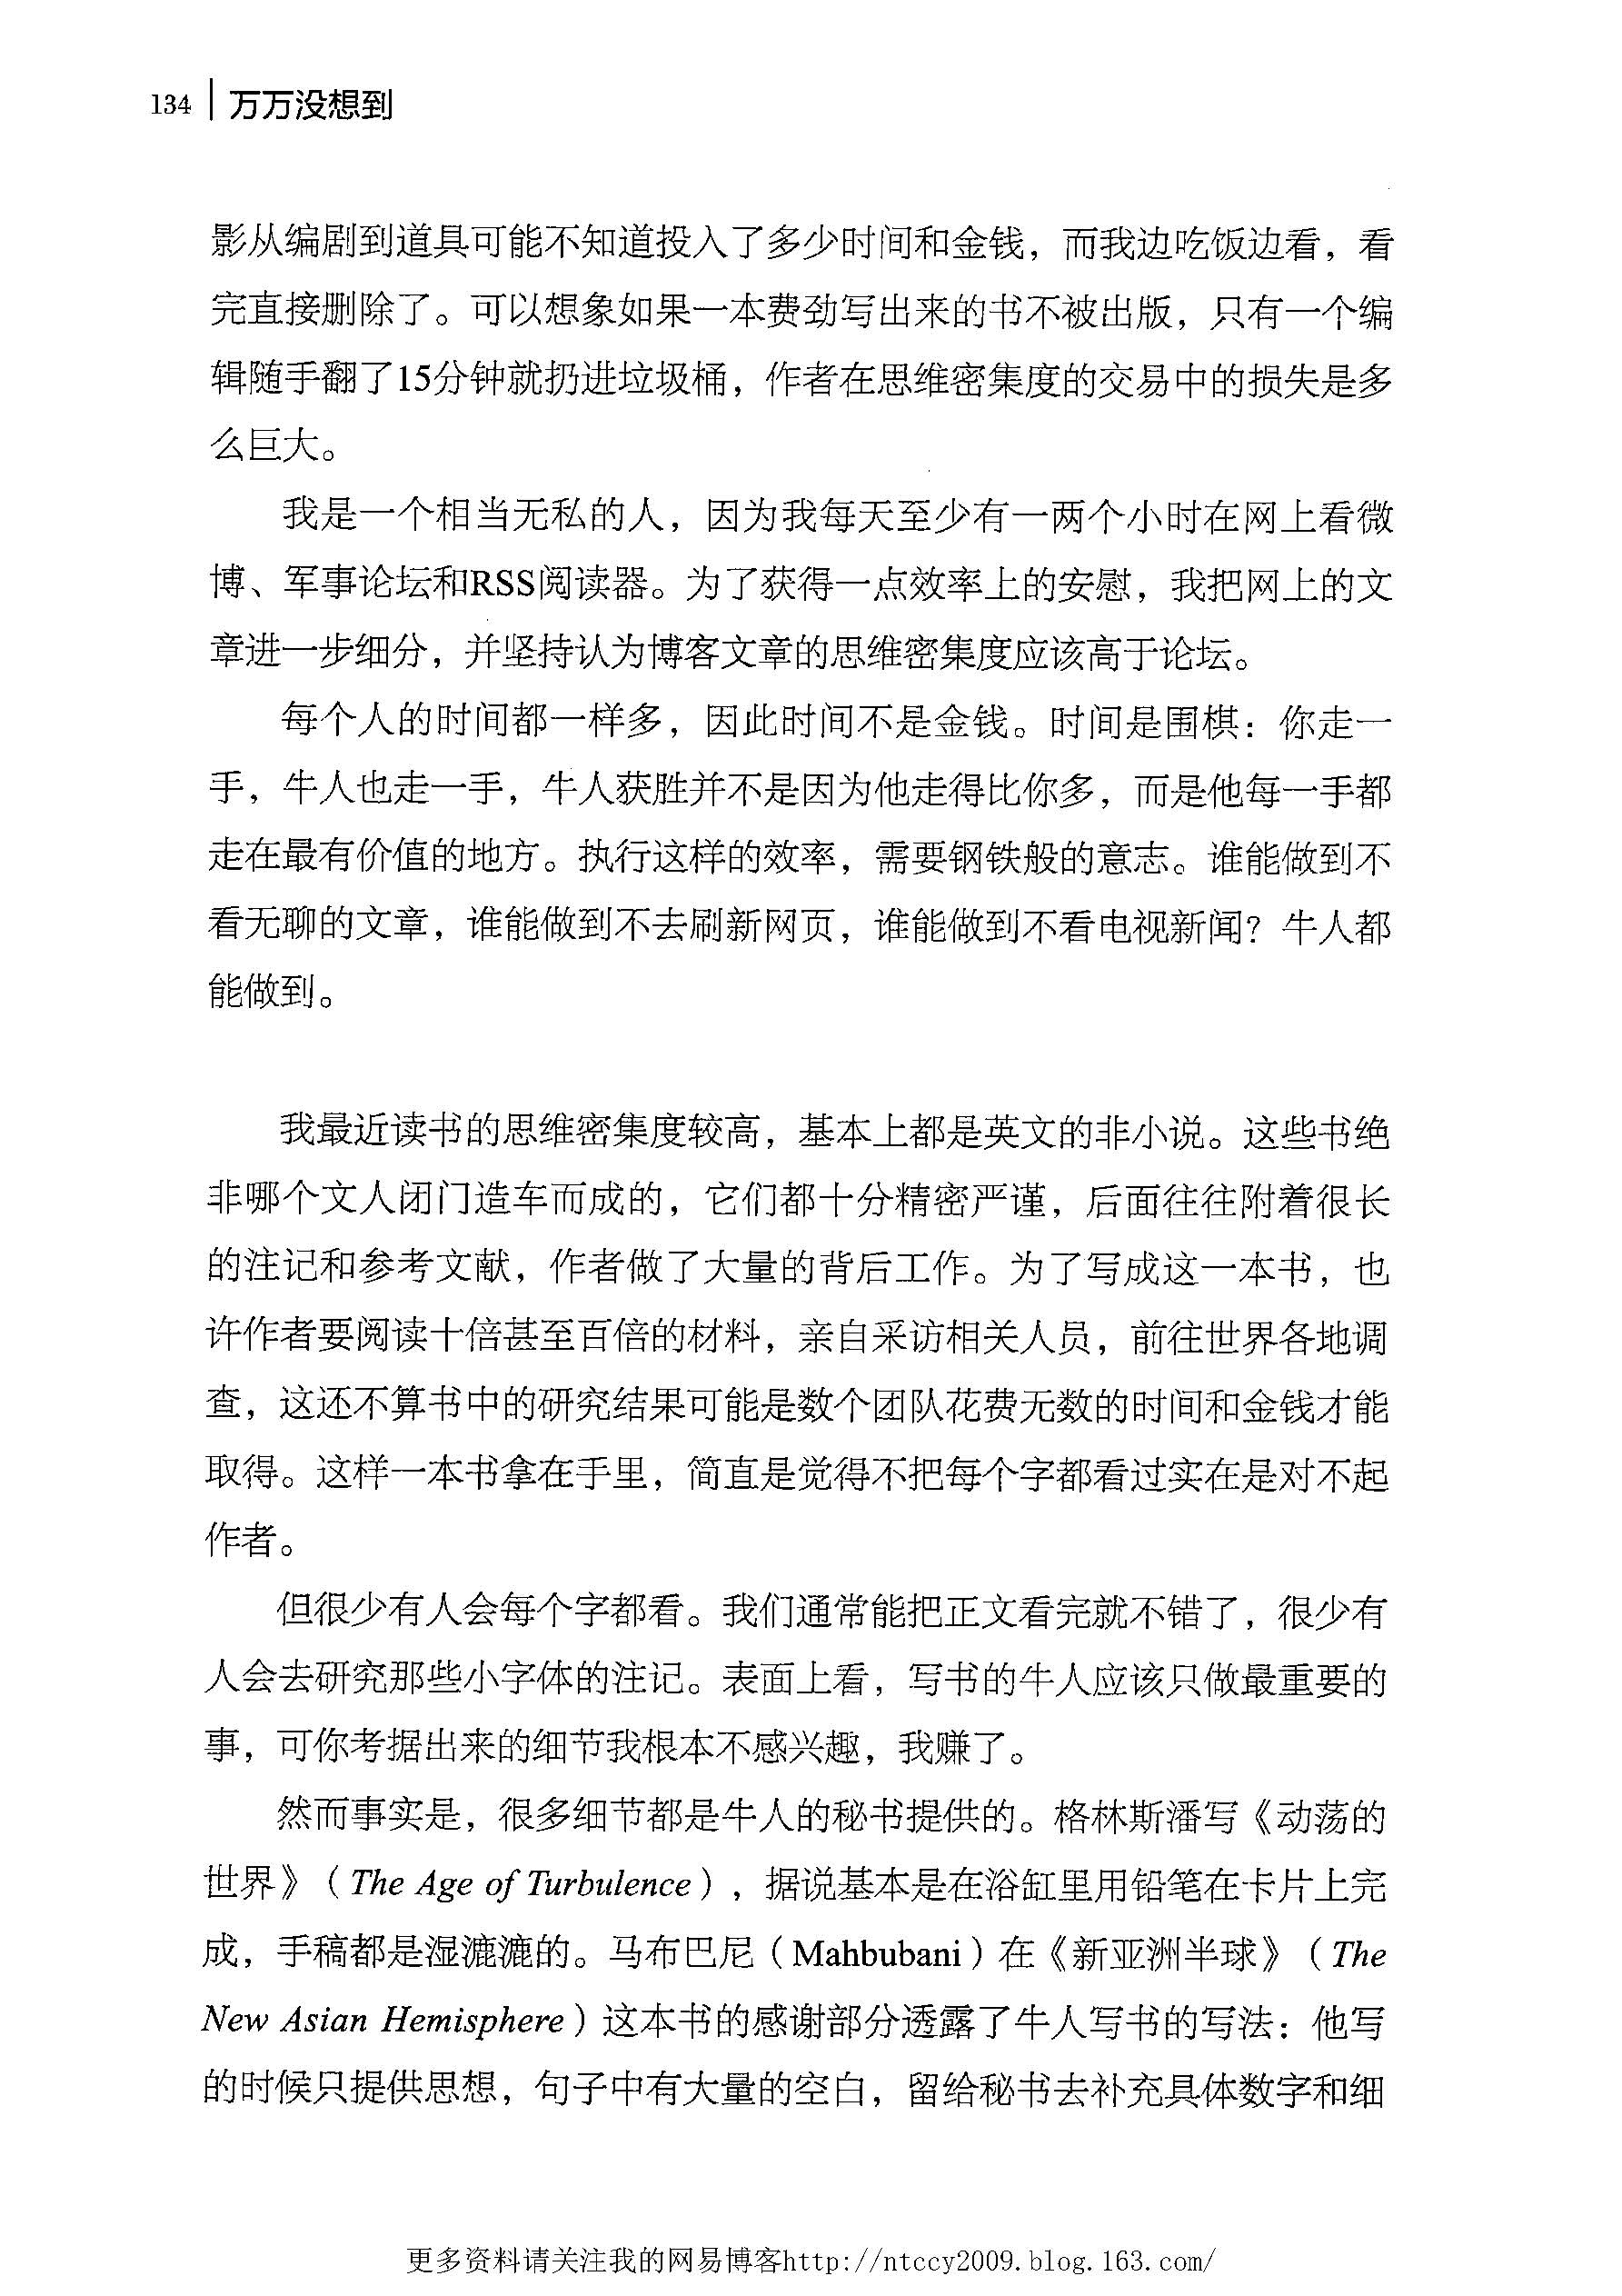 134 万万没想到
影从编剧到道具可能不知道投入了多少时间和金钱，而我边吃饭边看，看
完直接删除了。可以想象如果一本费劲写出来的书不被出版，只有一个编
辑随手翻了15分钟就扔进垃圾桶，作者在思维密集度的交易中的损失是多
么巨大。
我是一个相当无私的人，因为我每天至少有一两个小时在网上看微
博、军事论坛和RSS阅读器。为了获得一点效率上的安慰，我把网上的文
章进一步细分，并坚持认为博客文章的思维密集度应该高于论坛。
每个人的时间都一样多，因此时间不是金钱。时间是围棋：你走一
手，牛人也走一手，牛人获胜并不是因为他走得比你多，而是他每一手都
走在最有价值的地方。执行这样的效率，需要钢铁般的意志。谁能做到不
看无聊的文章，谁能做到不去刷新网页，谁能做到不看电视新闻？牛人都
能做到。
我最近读书的思维密集度较高，基本上都是英文的非小说。这些书绝
非哪个文人闭门造车而成的，它们都十分精密严谨，后面往往附着很长
的注记和参考文献，作者做了大量的背后工作。为了写成这一本书，也
许作者要阅读十倍甚至百倍的材料，亲自采访相关人员，前往世界各地调
查，这还不算书中的研究结果可能是数个团队花费无数的时间和金钱才能
取得。这样一本书拿在手里，简直是觉得不把每个字都看过实在是对不起
作者。
但很少有人会每个字都看。我们通常能把正文看完就不错了，很少有
人会去研究那些小字体的注记。表面上看，写书的牛人应该只做最重要的
事，可你考据出来的细节我根本不感兴趣，我赚了。
然而事实是，很多细节都是牛人的秘书提供的。格林斯潘写《动荡的
世界》（The Age of Turbulence），据说基本是在浴缸里用铅笔在卡片上完
成，手稿都是湿漉漉的。马布巴尼（Mahbubani）在《新亚洲半球》（The
New Asian Hemisphere）这本书的感谢部分透露了牛人写书的写法：他写
的时候只提供思想，句子中有大量的空白，留给秘书去补充具体数字和细
更多资料请关注我的网易博客http://ntccy2009.blog.163.com/